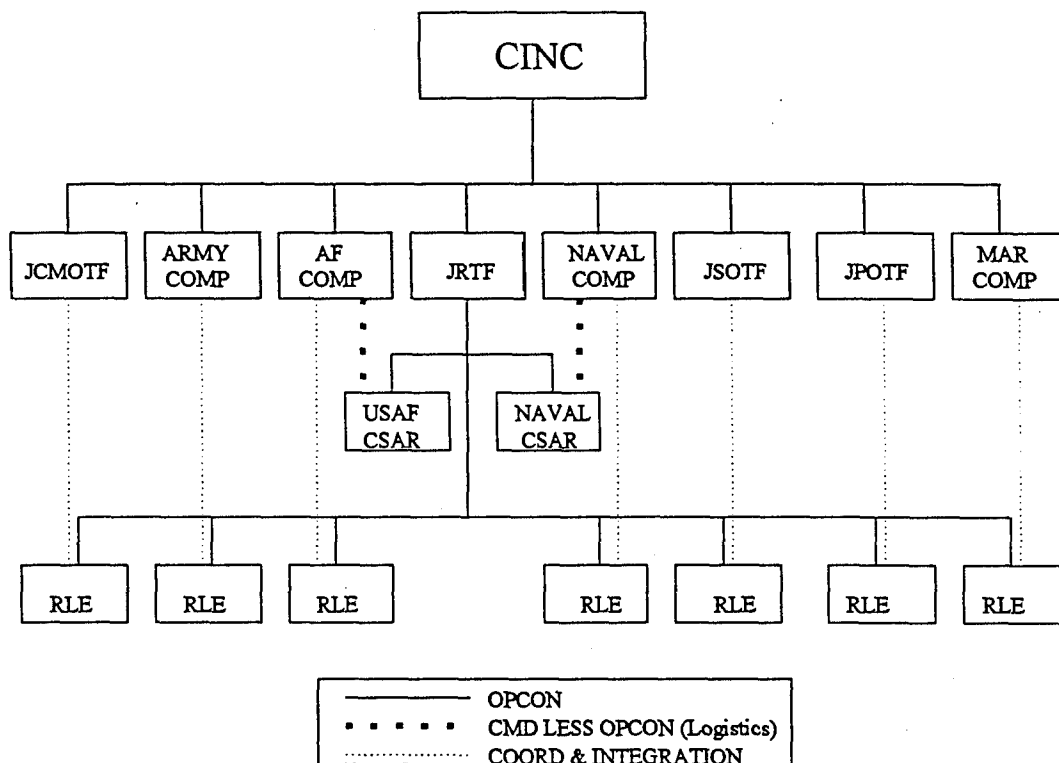 CINC
JCMOTF
ARMY
COMP
AF
COMP
JRTF
NAVAL
COMP
JSOTF
JPOTF
MAR
COMP
USAF
CSAR
NAVAL
CSAR
RLE
RLE
RLE
RLE
RLE
RLE
RLE
OPCON
CMD LESS OPCON (Logistics)
COORD & INTEGRATION